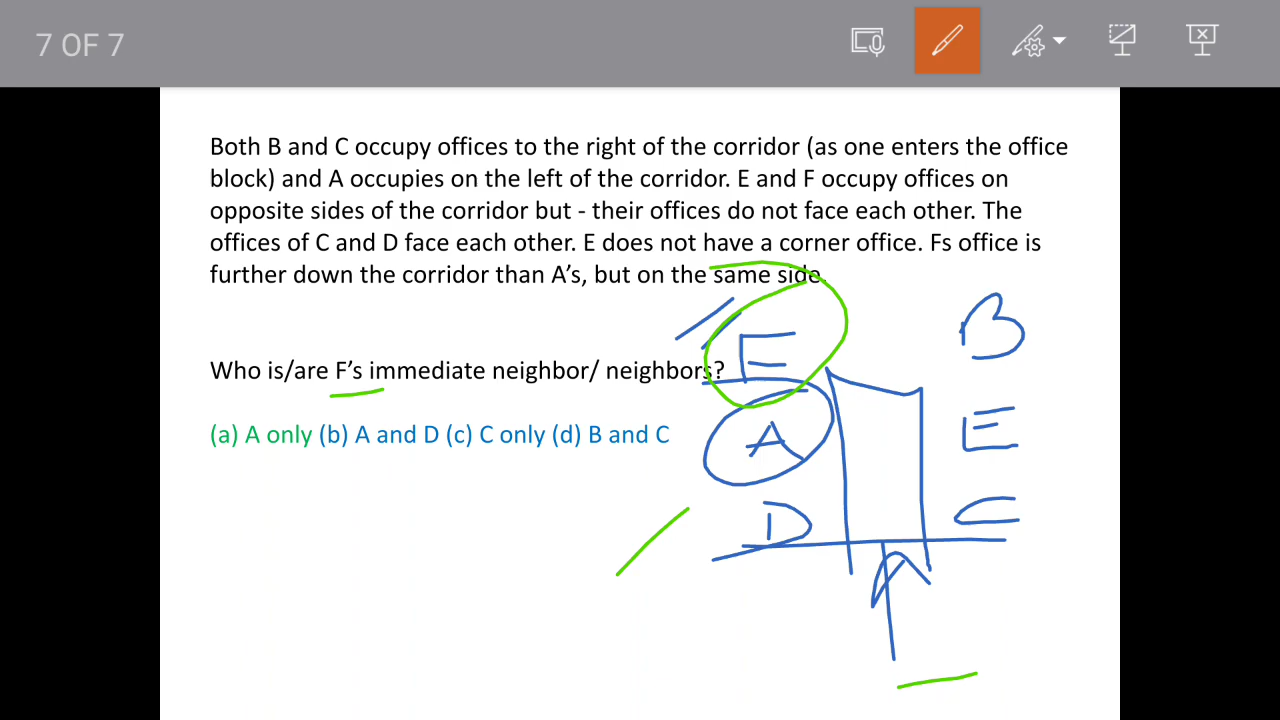 7 OF 7
Both B and C occupy offices to the right of the corridor (as one enters the office
block) and A occupies on the left of the corridor. E and F occupy offices on
opposite sides of the corridor but - their offices do not face each other. The
offices of C and D face each other. E does not have a corner office. Fs office is
further down the corridor than A's, but on the same side.
Who is/are F's immediate neighbor/ neighbors?
(a) A only (b) A and D (c) C only (d) B and C
E B
A E
D C